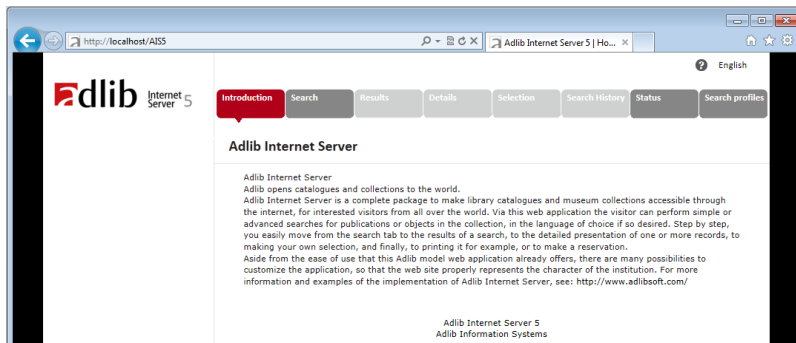 http://localhost/AIS5
Adlib Internet Server 5 | Ho...
English
adlib Internet Server 5
Introduction Search Results Details Selection Search History Status Search profiles
Adlib Internet Server
Adlib Internet Server
Adlib opens catalogues and collections to the world.
Adlib Internet Server is a complete package to make library catalogues and museum collections accessible through
the internet, for interested visitors from all over the world. Via this web application the visitor can perform simple or
advanced searches for publications or objects in the collection, in the language of choice if so desired. Step by step,
you easily move from the search tab to the results of a search, to the detailed presentation of one or more records, to
making your own selection, and finally, to printing it for example, or to make a reservation.
Aside from the ease of use that this Adlib model web application already offers, there are many possibilities to
customize the application, so that the web site properly represents the character of the institution. For more
information and examples of the implementation of Adlib Internet Server, see: http://www.adlibsoft.com/
Adlib Internet Server 5
Adlib Information Systems